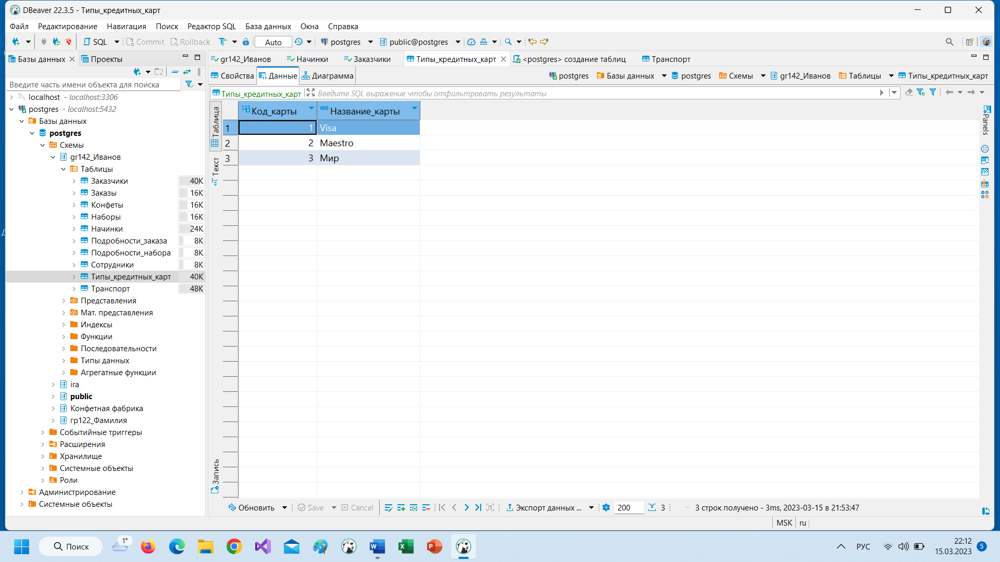 DBeaver 22.3.5 - Типы_кредитных_карт
Файл Редактирование Навигация Поиск Редактор SQL База данных Окна Справка
SQL Commit Rollback Auto postgres public@postgres
Базы данных Проекты
gr142_Иванов Начинки Заказчики Типы_кредитных_карт <postgres> создание таблиц Транспорт
Свойства Данные Диаграмма postgres Базы данных postgres Схемы gr142_Иванов Таблицы Типы_кредитных_карт
Введите часть имени объекта для поиска
Типы_кредитных_карт Введите SQL выражение чтобы отфильтровать результаты
localhost - localhost:3306
postgres - localhost:5432
Базы данных
postgres
Схемы
gr142_Иванов
Таблицы
Заказчики 40K
Заказы 16K
Конфеты 16K
Наборы 16K
Начинки 24K
Подробности_заказа 8K
Подробности_набора 8K
Сотрудники 8K
Типы_кредитных_карт 40K
Транспорт 48K
Представления
Мат. представления
Индексы
Функции
Последовательности
Типы данных
Агрегатные функции
ira
public
Конфетная фабрика
гр122_Фамилия
Событийные триггеры
Расширения
Хранилище
Системные объекты
Роли
Администрирование
Системные объекты
Таблица
Текст
Запись
123 Код_карты ABC Название_карты
1 1 Visa
2 2 Maestro
3 3 Мир
Panels
Обновить Save Cancel Экспорт данных ... 200 3 3 строк получено - 3ms, 2023-03-15 в 21:53:47
MSK ru
Поиск 1° РУС 22:12
15.03.2023 5